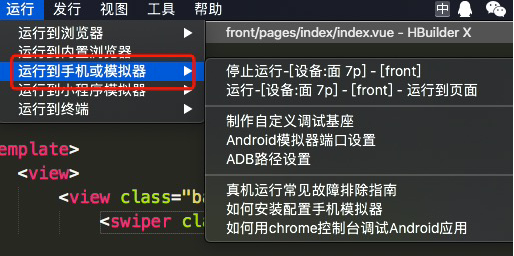 运行 发行 视图 工具 帮助 中
front/pages/index/index.vue - HBuilder X
运行到浏览器
运行到内置浏览器
运行到手机或模拟器
运行到小程序模拟器
运行到终端
停止运行-[设备:面 7p] - [front]
运行-[设备:面 7p] - [front] - 运行到页面
制作自定义调试基座
Android模拟器端口设置
ADB路径设置
真机运行常见故障排除指南
如何安装配置手机模拟器
如何用chrome控制台调试Android应用
template>
<view>
<view class="ba
<swiper cla